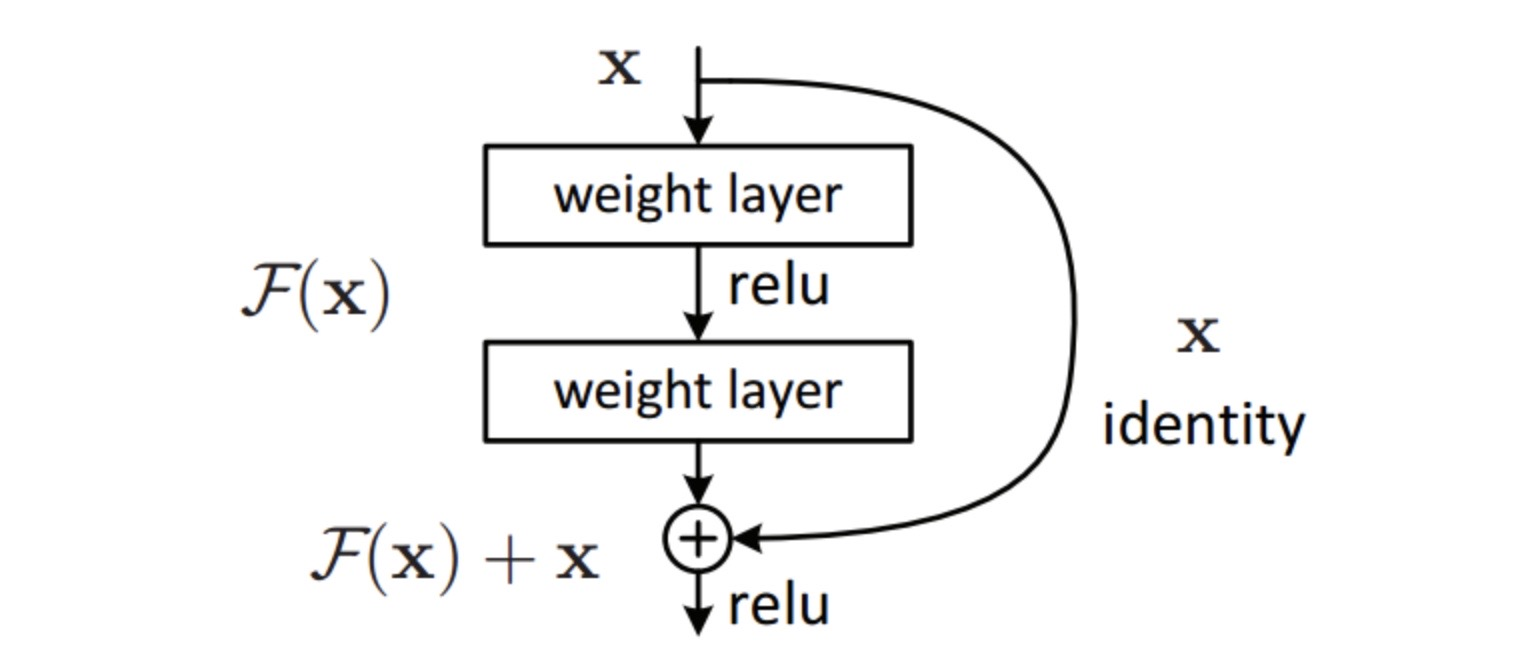 x
weight layer
relu
F(x)
weight layer
x
identity
F(x) + x
relu